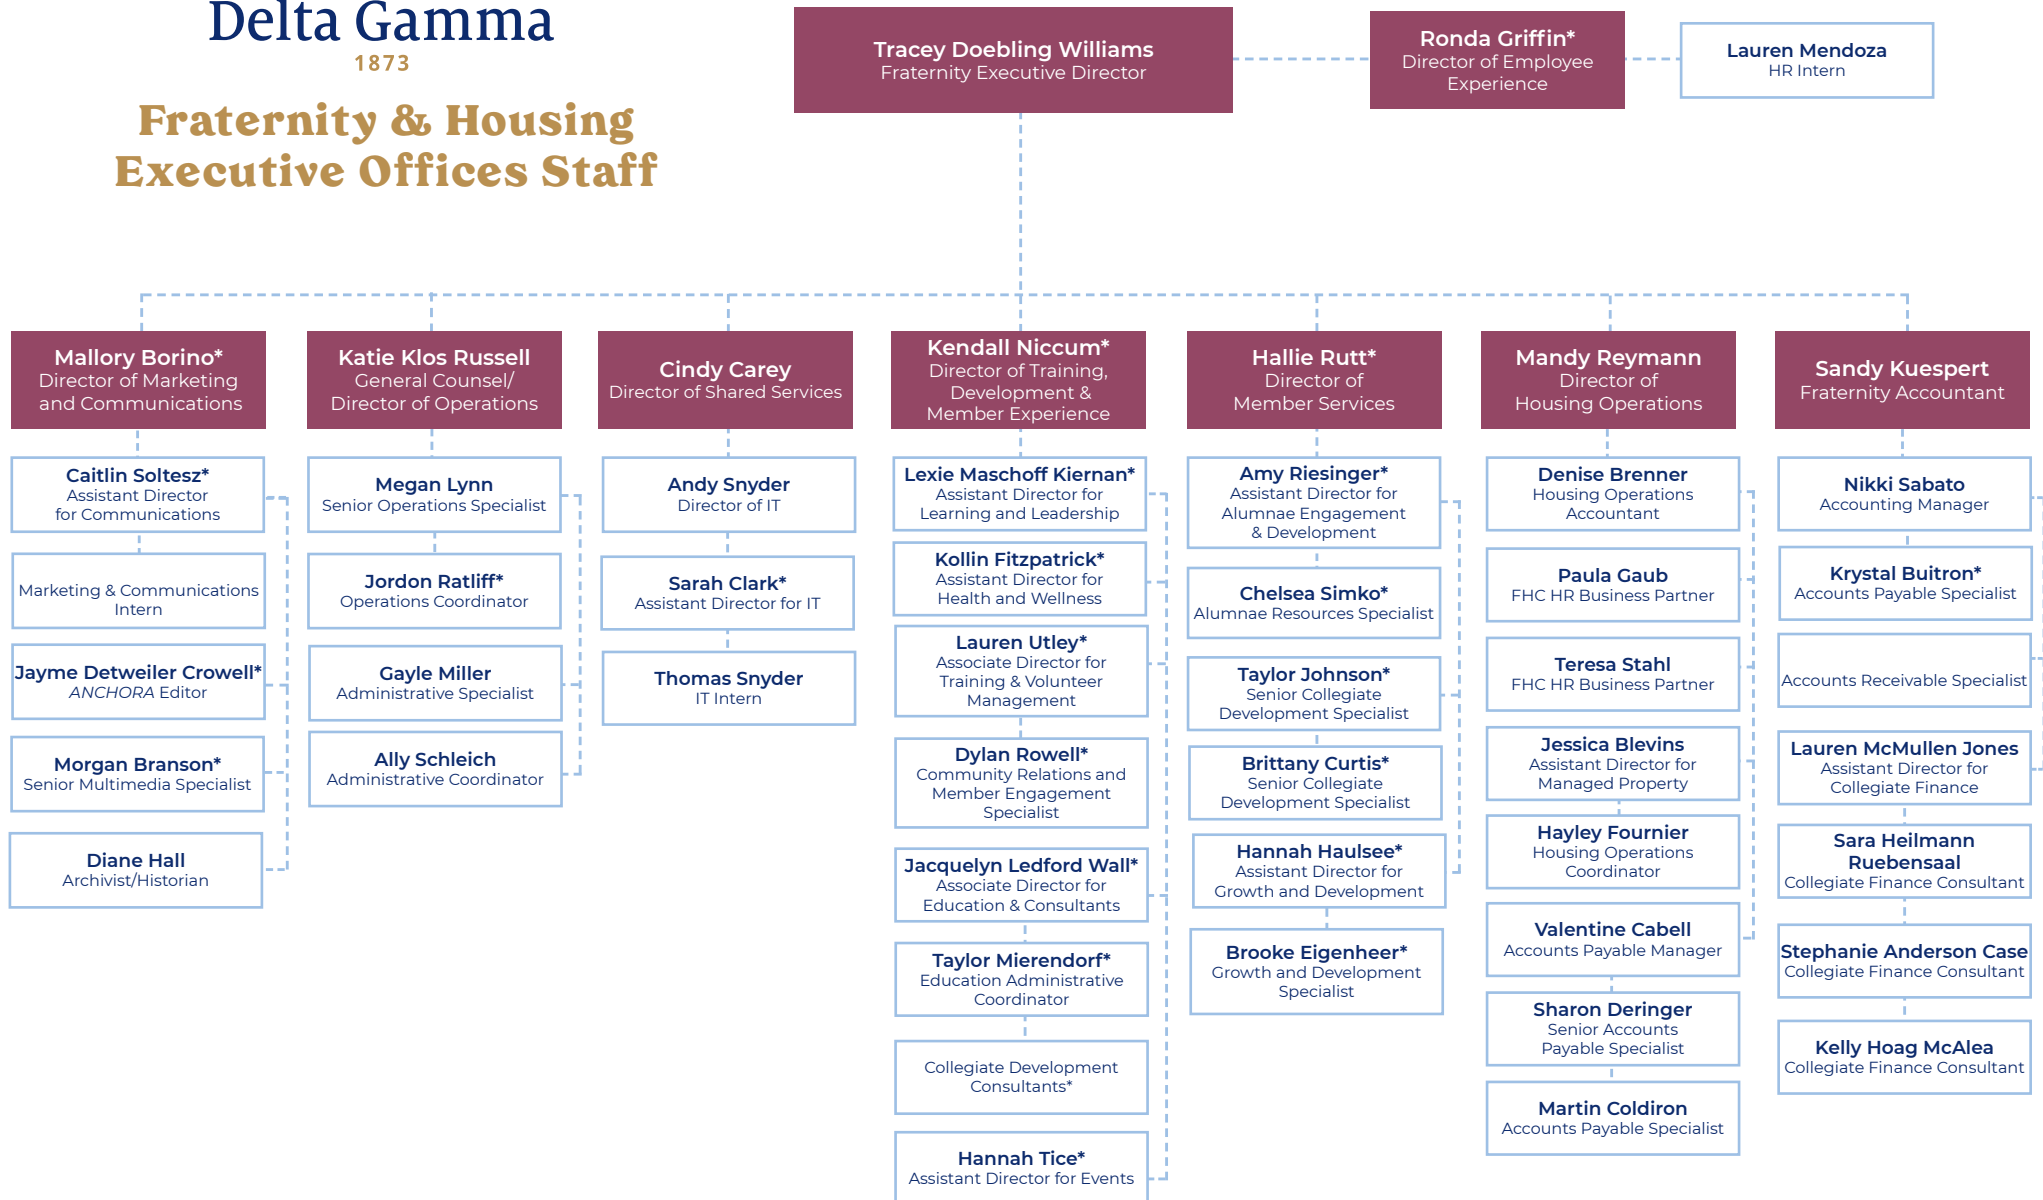 Delta Gamma
1873
Fraternity & Housing
Executive Offices Staff
Tracey Doebling Williams
Fraternity Executive Director
Ronda Griffin*
Director of Employee
Experience
Lauren Mendoza
HR Intern
Mallory Borino*
Director of Marketing
and Communications
Caitlin Soltesz*
Assistant Director
for Communications
Marketing & Communications
Intern
Jayme Detweiler Crowell*
ANCHORA Editor
Morgan Branson*
Senior Multimedia Specialist
Diane Hall
Archivist/Historian
Katie Klos Russell
General Counsel/
Director of Operations
Megan Lynn
Senior Operations Specialist
Jordon Ratliff*
Operations Coordinator
Gayle Miller
Administrative Specialist
Ally Schleich
Administrative Coordinator
Cindy Carey
Director of Shared Services
Andy Snyder
Director of IT
Sarah Clark*
Assistant Director for IT
Thomas Snyder
IT Intern
Kendall Niccum*
Director of Training,
Development &
Member Experience
Lexie Maschoff Kiernan*
Assistant Director for
Learning and Leadership
Kollin Fitzpatrick*
Assistant Director for
Health and Wellness
Lauren Utley*
Associate Director for
Training & Volunteer
Management
Dylan Rowell*
Community Relations and
Member Engagement
Specialist
Jacquelyn Ledford Wall*
Associate Director for
Education & Consultants
Taylor Mierendorf*
Education Administrative
Coordinator
Collegiate Development
Consultants*
Hannah Tice*
Assistant Director for Events
Hallie Rutt*
Director of
Member Services
Amy Riesinger*
Assistant Director for
Alumnae Engagement
& Development
Chelsea Simko*
Alumnae Resources Specialist
Taylor Johnson*
Senior Collegiate
Development Specialist
Brittany Curtis*
Senior Collegiate
Development Specialist
Hannah Haulsee*
Assistant Director for
Growth and Development
Brooke Eigenheer*
Growth and Development
Specialist
Mandy Reymann
Director of
Housing Operations
Denise Brenner
Housing Operations
Accountant
Paula Gaub
FHC HR Business Partner
Teresa Stahl
FHC HR Business Partner
Jessica Blevins
Assistant Director for
Managed Property
Hayley Fournier
Housing Operations
Coordinator
Valentine Cabell
Accounts Payable Manager
Sharon Deringer
Senior Accounts
Payable Specialist
Martin Coldiron
Accounts Payable Specialist
Sandy Kuespert
Fraternity Accountant
Nikki Sabato
Accounting Manager
Krystal Buitron*
Accounts Payable Specialist
Accounts Receivable Specialist
Lauren McMullen Jones
Assistant Director for
Collegiate Finance
Sara Heilmann
Ruebensaal
Collegiate Finance Consultant
Stephanie Anderson Case
Collegiate Finance Consultant
Kelly Hoag McAlea
Collegiate Finance Consultant